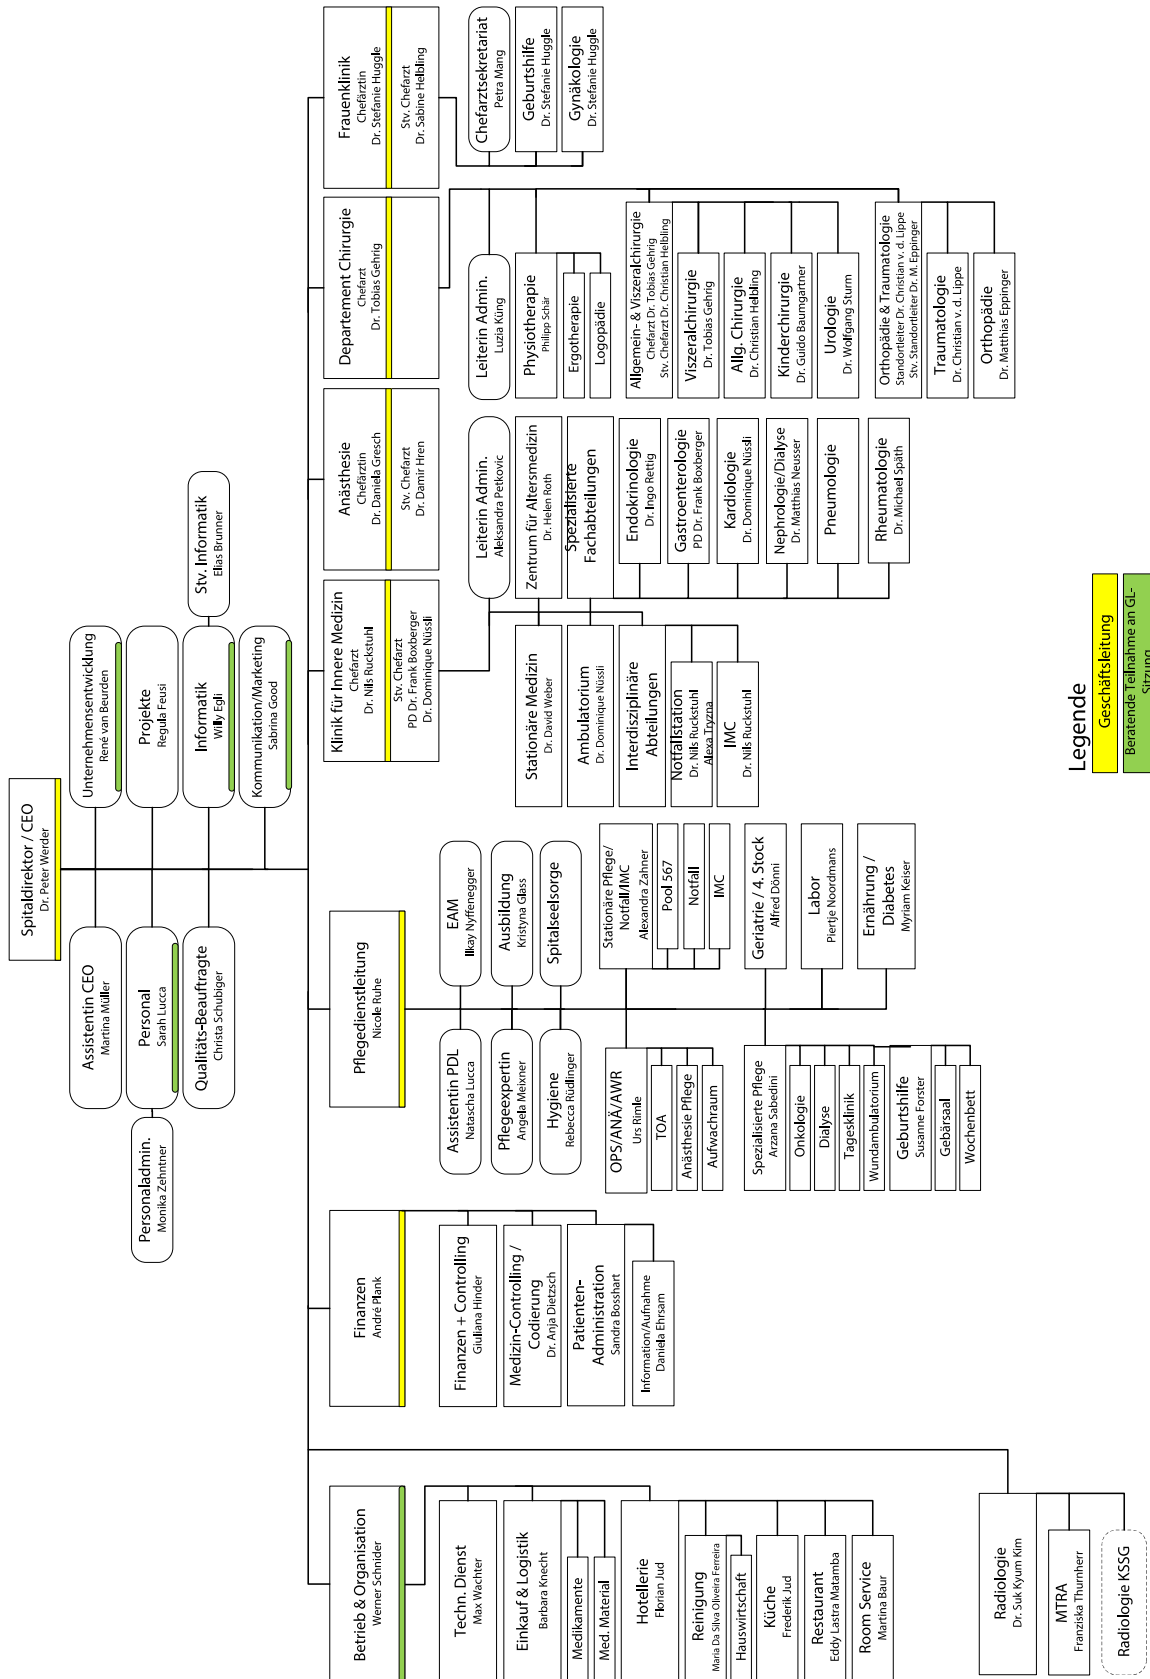 Spitaldirektor / CEO
Dr. Peter Werder
Assistentin CEO
Martina Müller
Unternehmensentwicklung
René van Beurden
Personaladmin.
Monika Zehntner
Personal
Sarah Lucca
Projekte
Regula Feusi
Qualitäts-Beauftragte
Christa Schubiger
Informatik
Willy Egli
Stv. Informatik
Elias Brunner
Kommunikation/Marketing
Sabrina Good
Betrieb & Organisation
Werner Schnider
Techn. Dienst
Max Wachter
Einkauf & Logistik
Barbara Knecht
Medikamente
Med. Material
Hotellerie
Florian Jud
Reinigung
Maria Da Silva Oliveira Ferreira
Hauswirtschaft
Küche
Frederik Jud
Restaurant
Eddy Lastra Matamba
Room Service
Martina Baur
Radiologie
Dr. Suk Kyum Kim
MTRA
Franziska Thurnherr
Radiologie KSSG
Finanzen
André Plank
Finanzen + Controlling
Giuliana Hinder
Medizin-Controlling /
Codierung
Dr. Anja Dietzsch
Patienten-
Administration
Sandra Bosshart
Information/Aufnahme
Daniela Ehrsam
Pflegedienstleitung
Nicole Ruhe
Assistentin PDL
Natascha Lucca
EAM
Ilkay Nyffenegger
Pflegeexpertin
Angela Meixner
Ausbildung
Kristyna Glass
Hygiene
Rebecca Rüdlinger
Spitalseelsorge
OPS/ANÄ/AWR
Urs Rimle
TOA
Anästhesie Pflege
Aufwachraum
Stationäre Pflege/
Notfall/IMC
Alexandra Zahner
Pool 567
Notfall
IMC
Spezialisierte Pflege
Arzana Sabedini
Onkologie
Dialyse
Tagesklinik
Wundambulatorium
Geburtshilfe
Susanne Forster
Gebärsaal
Wochenbett
Geriatrie / 4. Stock
Alfred Dönni
Labor
Piertje Noordmans
Ernährung /
Diabetes
Myriam Keiser
Klinik für Innere Medizin
Chefarzt
Dr. Nils Ruckstuhl
Stv. Chefarzt
PD Dr. Frank Boxberger
Dr. Dominique Nüssli
Leiterin Admin.
Aleksandra Petkovic
Stationäre Medizin
Dr. David Weber
Zentrum für Altersmedizin
Dr. Helen Roth
Ambulatorium
Dr. Dominique Nüssli
Spezialisierte
Fachabteilungen
Interdisziplinäre
Abteilungen
Notfallstation
Dr. Nils Ruckstuhl
Alexa Tryzna
IMC
Dr. Nils Ruckstuhl
Endokrinologie
Dr. Ingo Rettig
Gastroenterologie
PD Dr. Frank Boxberger
Kardiologie
Dr. Dominique Nüssli
Nephrologie/Dialyse
Dr. Matthias Neusser
Pneumologie
Rheumatologie
Dr. Michael Späth
Anästhesie
Chefärztin
Dr. Daniela Gresch
Stv. Chefarzt
Dr. Damir Hren
Departement Chirurgie
Chefarzt
Dr. Tobias Gehrig
Leiterin Admin.
Luzia Küng
Physiotherapie
Philipp Schär
Ergotherapie
Logopädie
Allgemein- & Viszeralchirurgie
Chefarzt Dr. Tobias Gehrig
Stv. Chefarzt Dr. Christian Helbling
Viszeralchirurgie
Dr. Tobias Gehrig
Allg. Chirurgie
Dr. Christian Helbling
Kinderchirurgie
Dr. Guido Baumgartner
Urologie
Dr. Wolfgang Sturm
Orthopädie & Traumatologie
Standortleiter Dr. Christian v. d. Lippe
Stv. Standortleiter Dr. M. Eppinger
Traumatologie
Dr. Christian v. d. Lippe
Orthopädie
Dr. Matthias Eppinger
Frauenklinik
Chefärztin
Dr. Stefanie Huggle
Stv. Chefarzt
Dr. Sabine Helbling
Chefarztsekretariat
Petra Mang
Geburtshilfe
Dr. Stefanie Huggle
Gynäkologie
Dr. Stefanie Huggle
Legende
Geschäftsleitung
Beratende Teilnahme an GL-
Sitzung